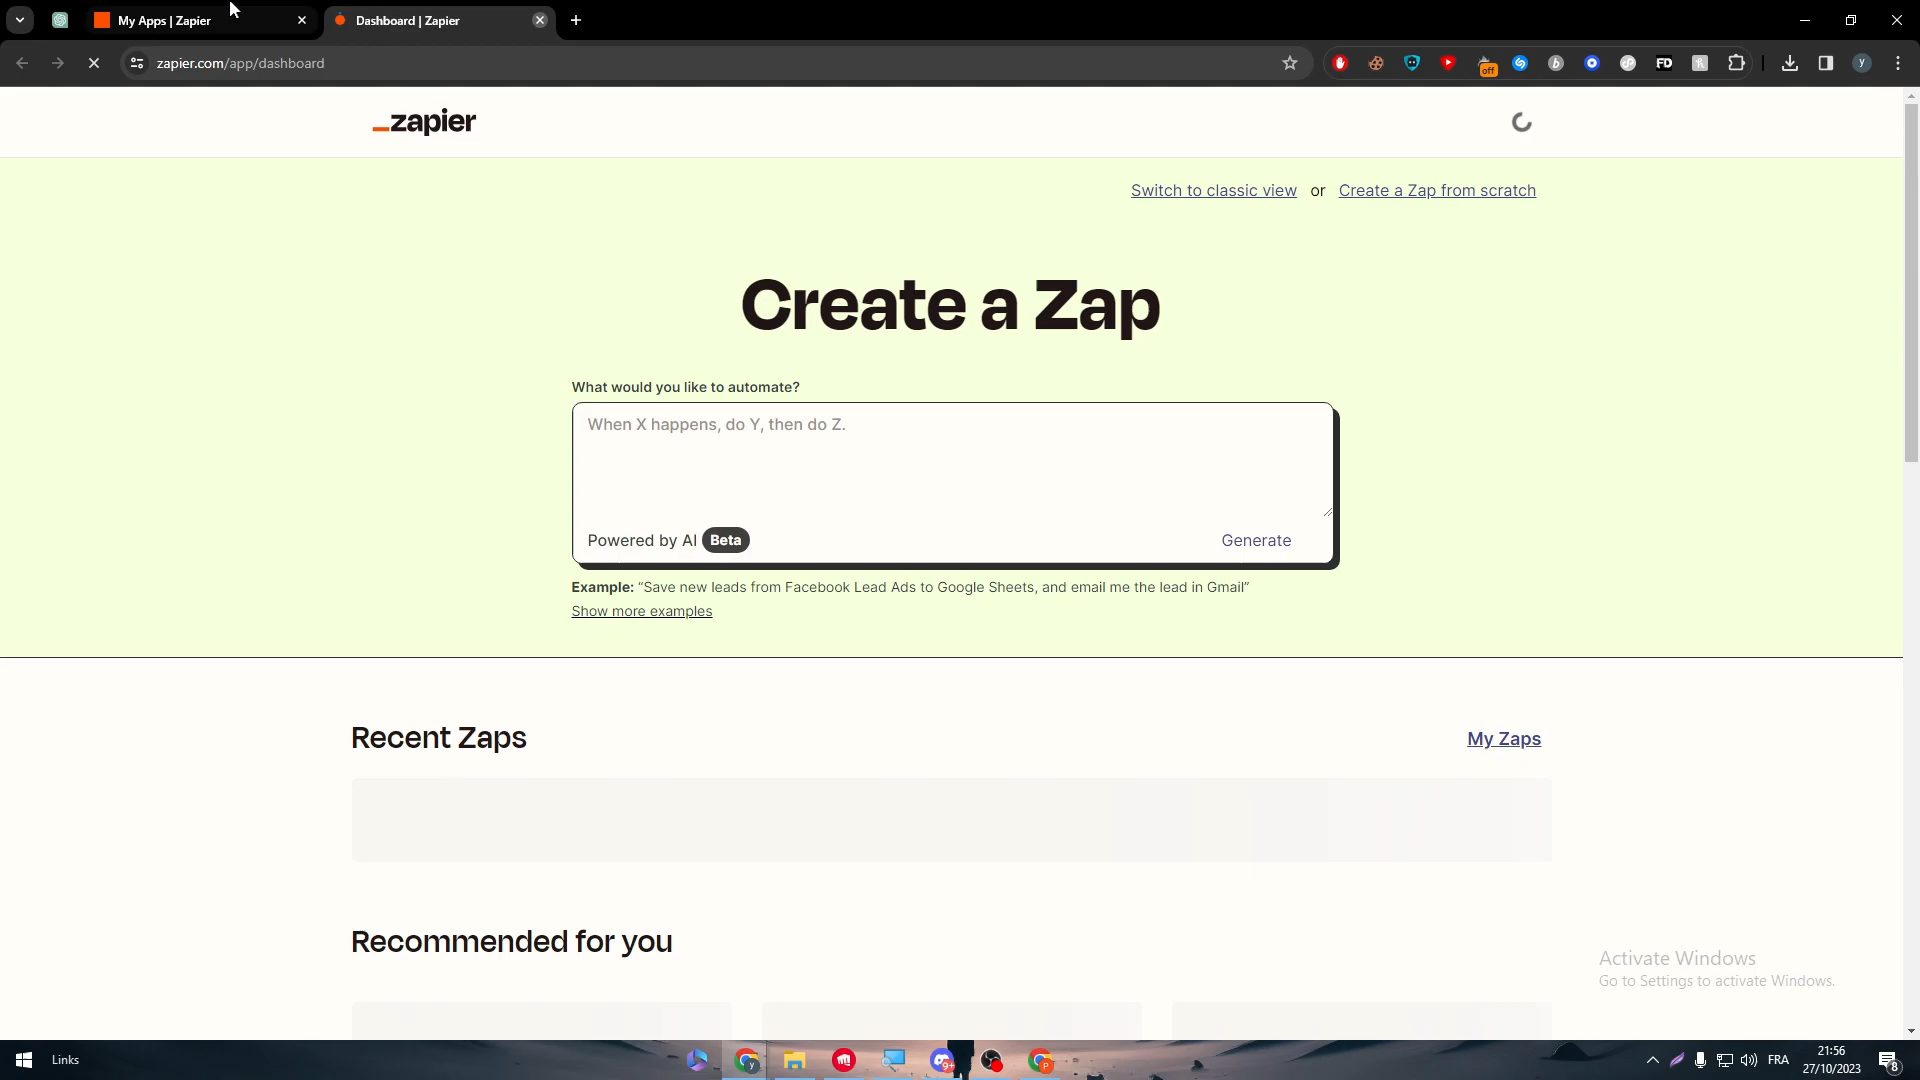 My Apps | Zapier
Dashboard | Zapier
zapier.com/app/dashboard
off
FD
y
_zapier
Switch to classic view or Create a Zap from scratch
Create a Zap
What would you like to automate?
When X happens, do Y, then do Z.
Powered by AI Beta
Generate
Example: “Save new leads from Facebook Lead Ads to Google Sheets, and email me the lead in Gmail”
Show more examples
Recent Zaps
My Zaps
Recommended for you
Activate Windows
Go to Settings to activate Windows.
Links
FRA
21:56
27/10/2023
8